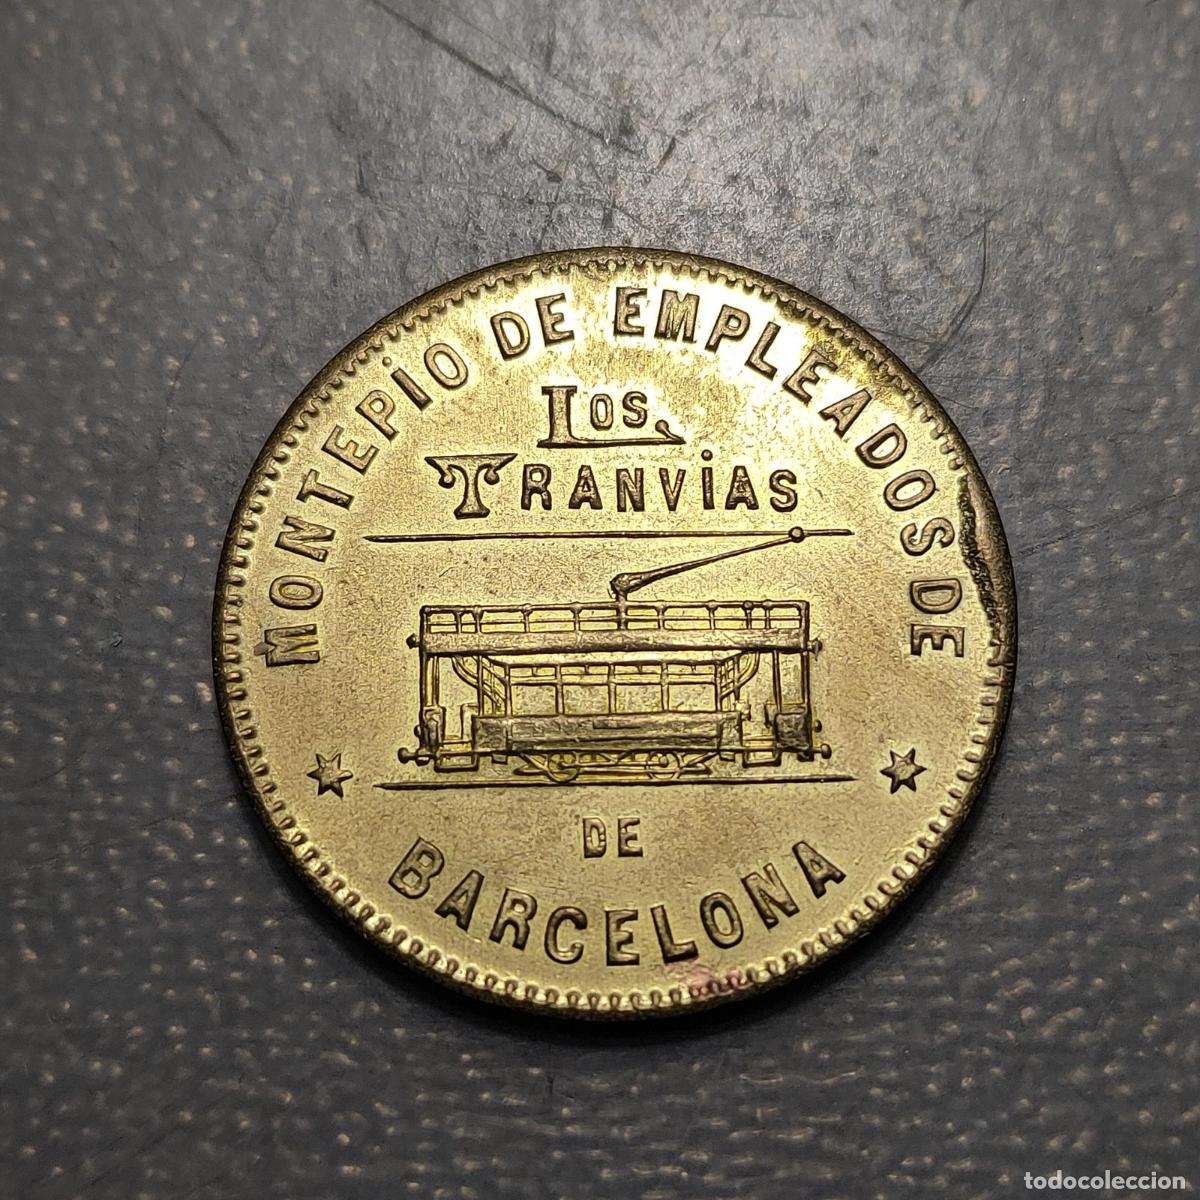 MONTEPiO DE EMPLEADOS DE
LOS
TRANViAS
DE
BARCELONA
todocoleccion